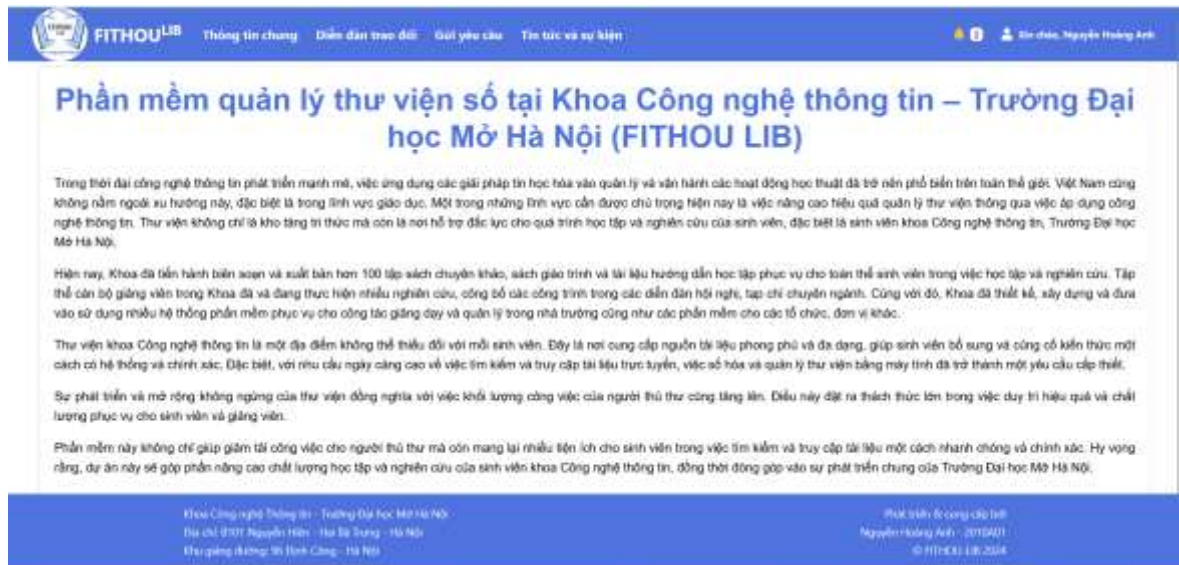 FITHOU LIB Thông tin chung Diễn đàn trao đổi Gửi yêu cầu Tin tức và sự kiện Xin chào, Nguyễn Hoàng Anh
Phần mềm quản lý thư viện số tại Khoa Công nghệ thông tin – Trường Đại
học Mở Hà Nội (FITHOU LIB)
Trong thời đại công nghệ thông tin phát triển mạnh mẽ, việc ứng dụng các giải pháp tin học hóa vào quản lý và vận hành các hoạt động học thuật đã trở nên phổ biến trên toàn thế giới. Việt Nam cũng
không nằm ngoài xu hướng này, đặc biệt là trong lĩnh vực giáo dục. Một trong những lĩnh vực cần được chú trọng hiện nay là việc nâng cao hiệu quả quản lý thư viện thông qua việc áp dụng công
nghệ thông tin. Thư viện không chỉ là kho tàng tri thức mà còn là nơi hỗ trợ đắc lực cho quá trình học tập và nghiên cứu của sinh viên, đặc biệt là sinh viên khoa Công nghệ thông tin, Trường Đại học
Mở Hà Nội.
Hiện nay, Khoa đã tiến hành biên soạn và xuất bản hơn 100 tập sách chuyên khảo, sách giáo trình và tài liệu hướng dẫn học tập phục vụ cho toàn thể sinh viên trong việc học tập và nghiên cứu. Tập
thể cán bộ giảng viên trong Khoa đã và đang thực hiện nhiều nghiên cứu, công bố các công trình trong các diễn đàn hội nghị, tạp chí chuyên ngành. Cùng với đó, Khoa đã thiết kế, xây dựng và đưa
vào sử dụng nhiều hệ thống phần mềm phục vụ cho công tác giảng dạy và quản lý trong nhà trường cũng như các phần mềm cho các tổ chức, đơn vị khác.
Thư viện khoa Công nghệ thông tin là một địa điểm không thể thiếu đối với mỗi sinh viên. Đây là nơi cung cấp nguồn tài liệu phong phú và đa dạng, giúp sinh viên bổ sung và củng cố kiến thức một
cách có hệ thống và chính xác. Đặc biệt, với nhu cầu ngày càng cao về việc tìm kiếm và truy cập tài liệu trực tuyến, việc số hóa và quản lý thư viện bằng máy tính đã trở thành một yêu cầu cấp thiết.
Sự phát triển và mở rộng không ngừng của thư viện đồng nghĩa với việc khối lượng công việc của người thủ thư cũng tăng lên. Điều này đặt ra thách thức lớn trong việc duy trì hiệu quả và chất
lượng phục vụ cho sinh viên và giảng viên.
Phần mềm này không chỉ giúp giảm tải công việc cho người thủ thư mà còn mang lại nhiều tiện ích cho sinh viên trong việc tìm kiếm và truy cập tài liệu một cách nhanh chóng và chính xác. Hy vọng
rằng, dự án này sẽ góp phần nâng cao chất lượng học tập và nghiên cứu của sinh viên khoa Công nghệ thông tin, đồng thời đóng góp vào sự phát triển chung của Trường Đại học Mở Hà Nội.
Khoa Công nghệ Thông tin - Trường Đại học Mở Hà Nội
Địa chỉ: B101 Nguyễn Hiền - Hai Bà Trưng - Hà Nội
Khu giảng đường: 96 Định Công - Hà Nội
Phát triển & cung cấp bởi
Nguyễn Hoàng Anh - 2010A01
© FITHOU LIB 2024